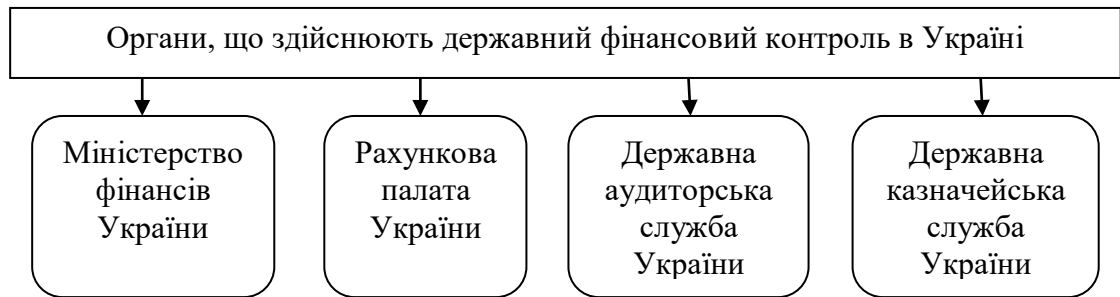 Органи, що здійснюють державний фінансовий контроль в Україні
Міністерство
фінансів
України
Рахункова
палата
України
Державна
аудиторська
служба
України
Державна
казначейська
служба
України